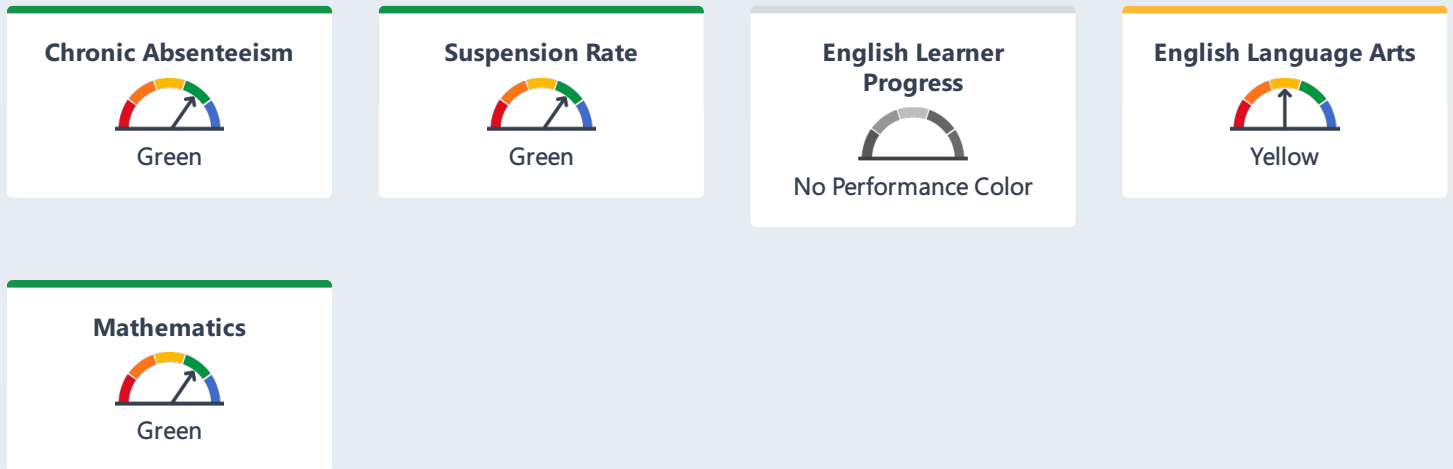 Chronic Absenteeism
Green
Suspension Rate
Green
English Learner
Progress
No Performance Color
English Language Arts
Yellow
Mathematics
Green